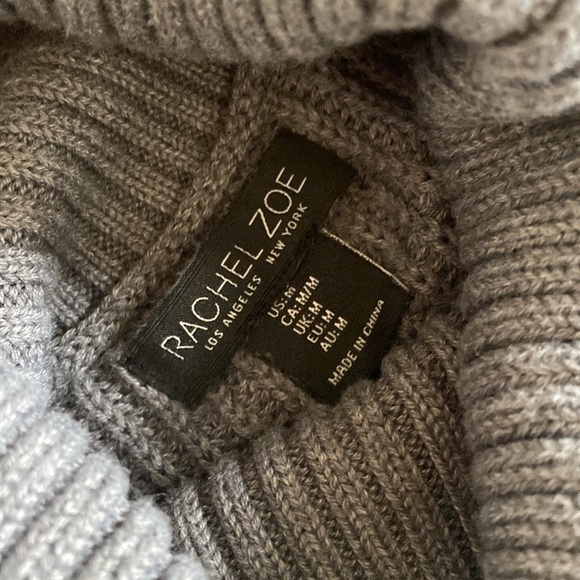 RACHEL ZOE
LOS ANGELES NEW YORK
US:M
CA:M/M
UK:M
EU:M
AU:M
MADE IN CHINA